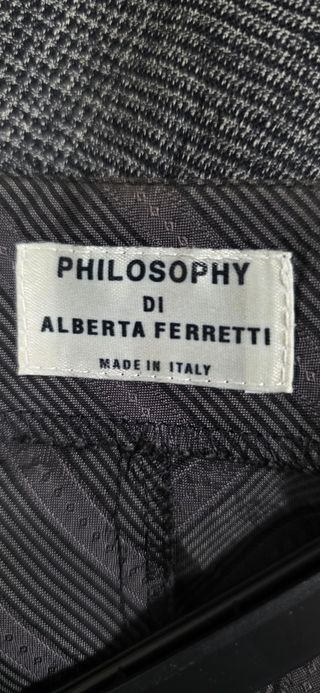 PHILOSOPHY
DI
ALBERTA FERRETTI
MADE IN ITALY